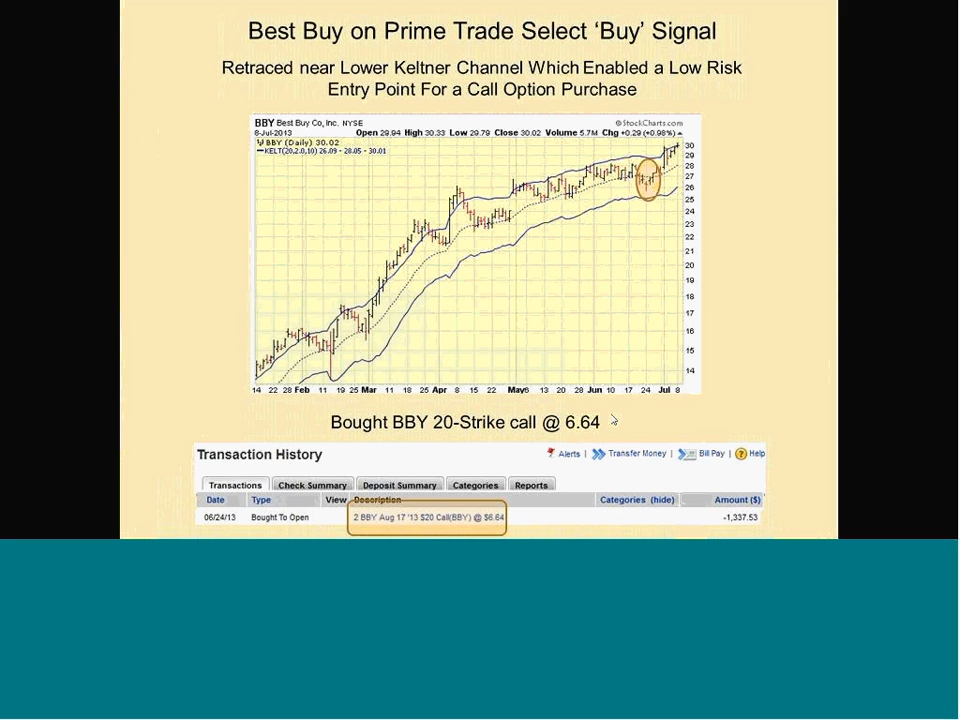 Best Buy on Prime Trade Select ‘Buy’ Signal
Retraced near Lower Keltner Channel Which Enabled a Low Risk
Entry Point For a Call Option Purchase
BBY Best Buy Co, Inc. NYSE © StockCharts.com
8-Jul-2013 Open 29.94 High 30.33 Low 29.79 Close 30.02 Volume 5.7M Chg +0.29 (+0.98%)
BBY (Daily) 30.02
KELT(20,2.0,10) 26.09 - 28.05 - 30.01
30
29
28
27
26
25
24
23
22
21
20
19
18
17
16
15
14
14 22 28 Feb 11 19 25 Mar 11 18 25 Apr 8 15 22 May 6 13 20 28 Jun 10 17 24 Jul 8
Bought BBY 20-Strike call @ 6.64
Transaction History Alerts | Transfer Money | Bill Pay | Help
Transactions Check Summary Deposit Summary Categories Reports
Date Type View Description Categories (hide) Amount ($)
06/24/13 Bought To Open 2 BBY Aug 17 '13 $20 Call(BBY) @ $6.64 -1,337.53